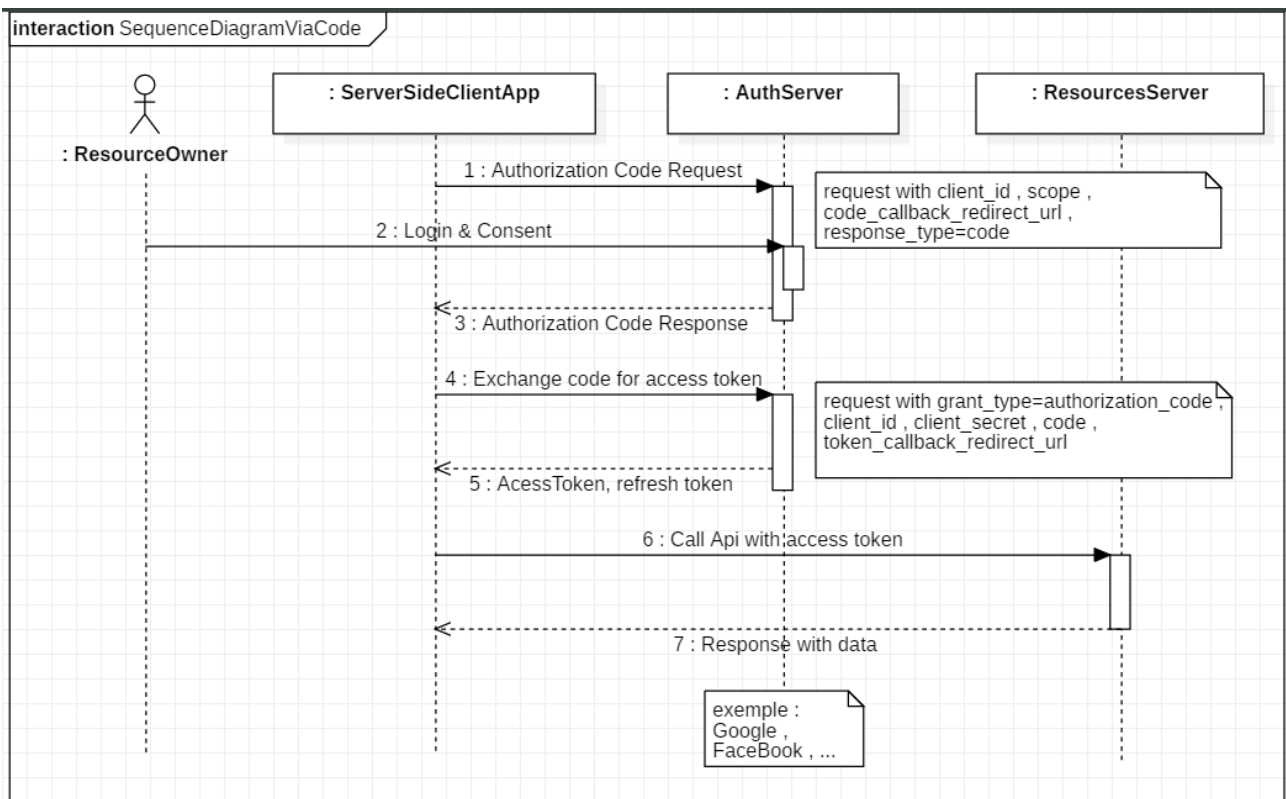 interaction SequenceDiagramViaCode
: ResourceOwner
: ServerSideClientApp
: AuthServer
: ResourcesServer
1 : Authorization Code Request
request with client_id , scope ,
code_callback_redirect_url ,
response_type=code
2 : Login & Consent
3 : Authorization Code Response
4 : Exchange code for access token
request with grant_type=authorization_code ,
client_id , client_secret , code ,
token_callback_redirect_url
5 : AcessToken, refresh token
6 : Call Api with access token
7 : Response with data
exemple :
Google ,
FaceBook , ...